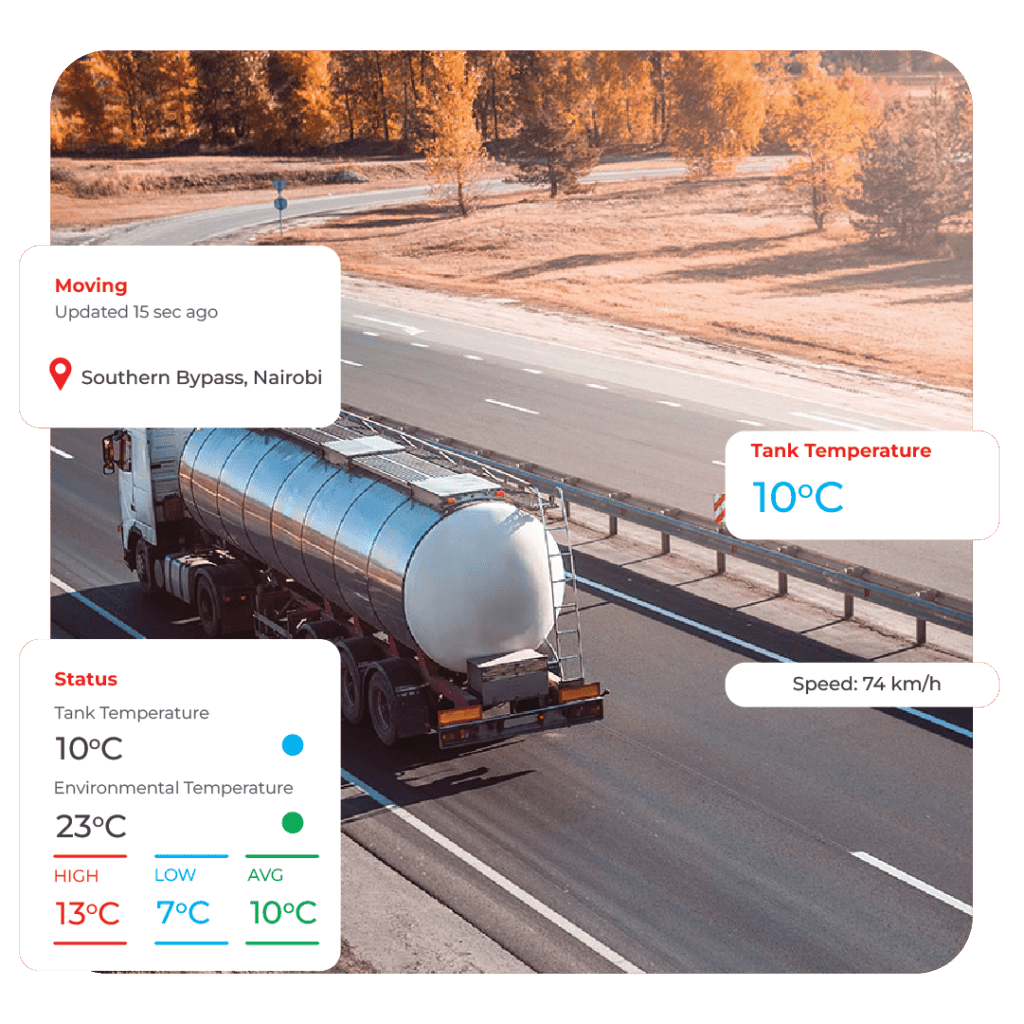 Moving
Updated 15 sec ago
Southern Bypass, Nairobi
Tank Temperature
10°C
Status
Tank Temperature
10°C
Environmental Temperature
23°C
HIGH LOW AVG
13°C 7°C 10°C
Speed: 74 km/h